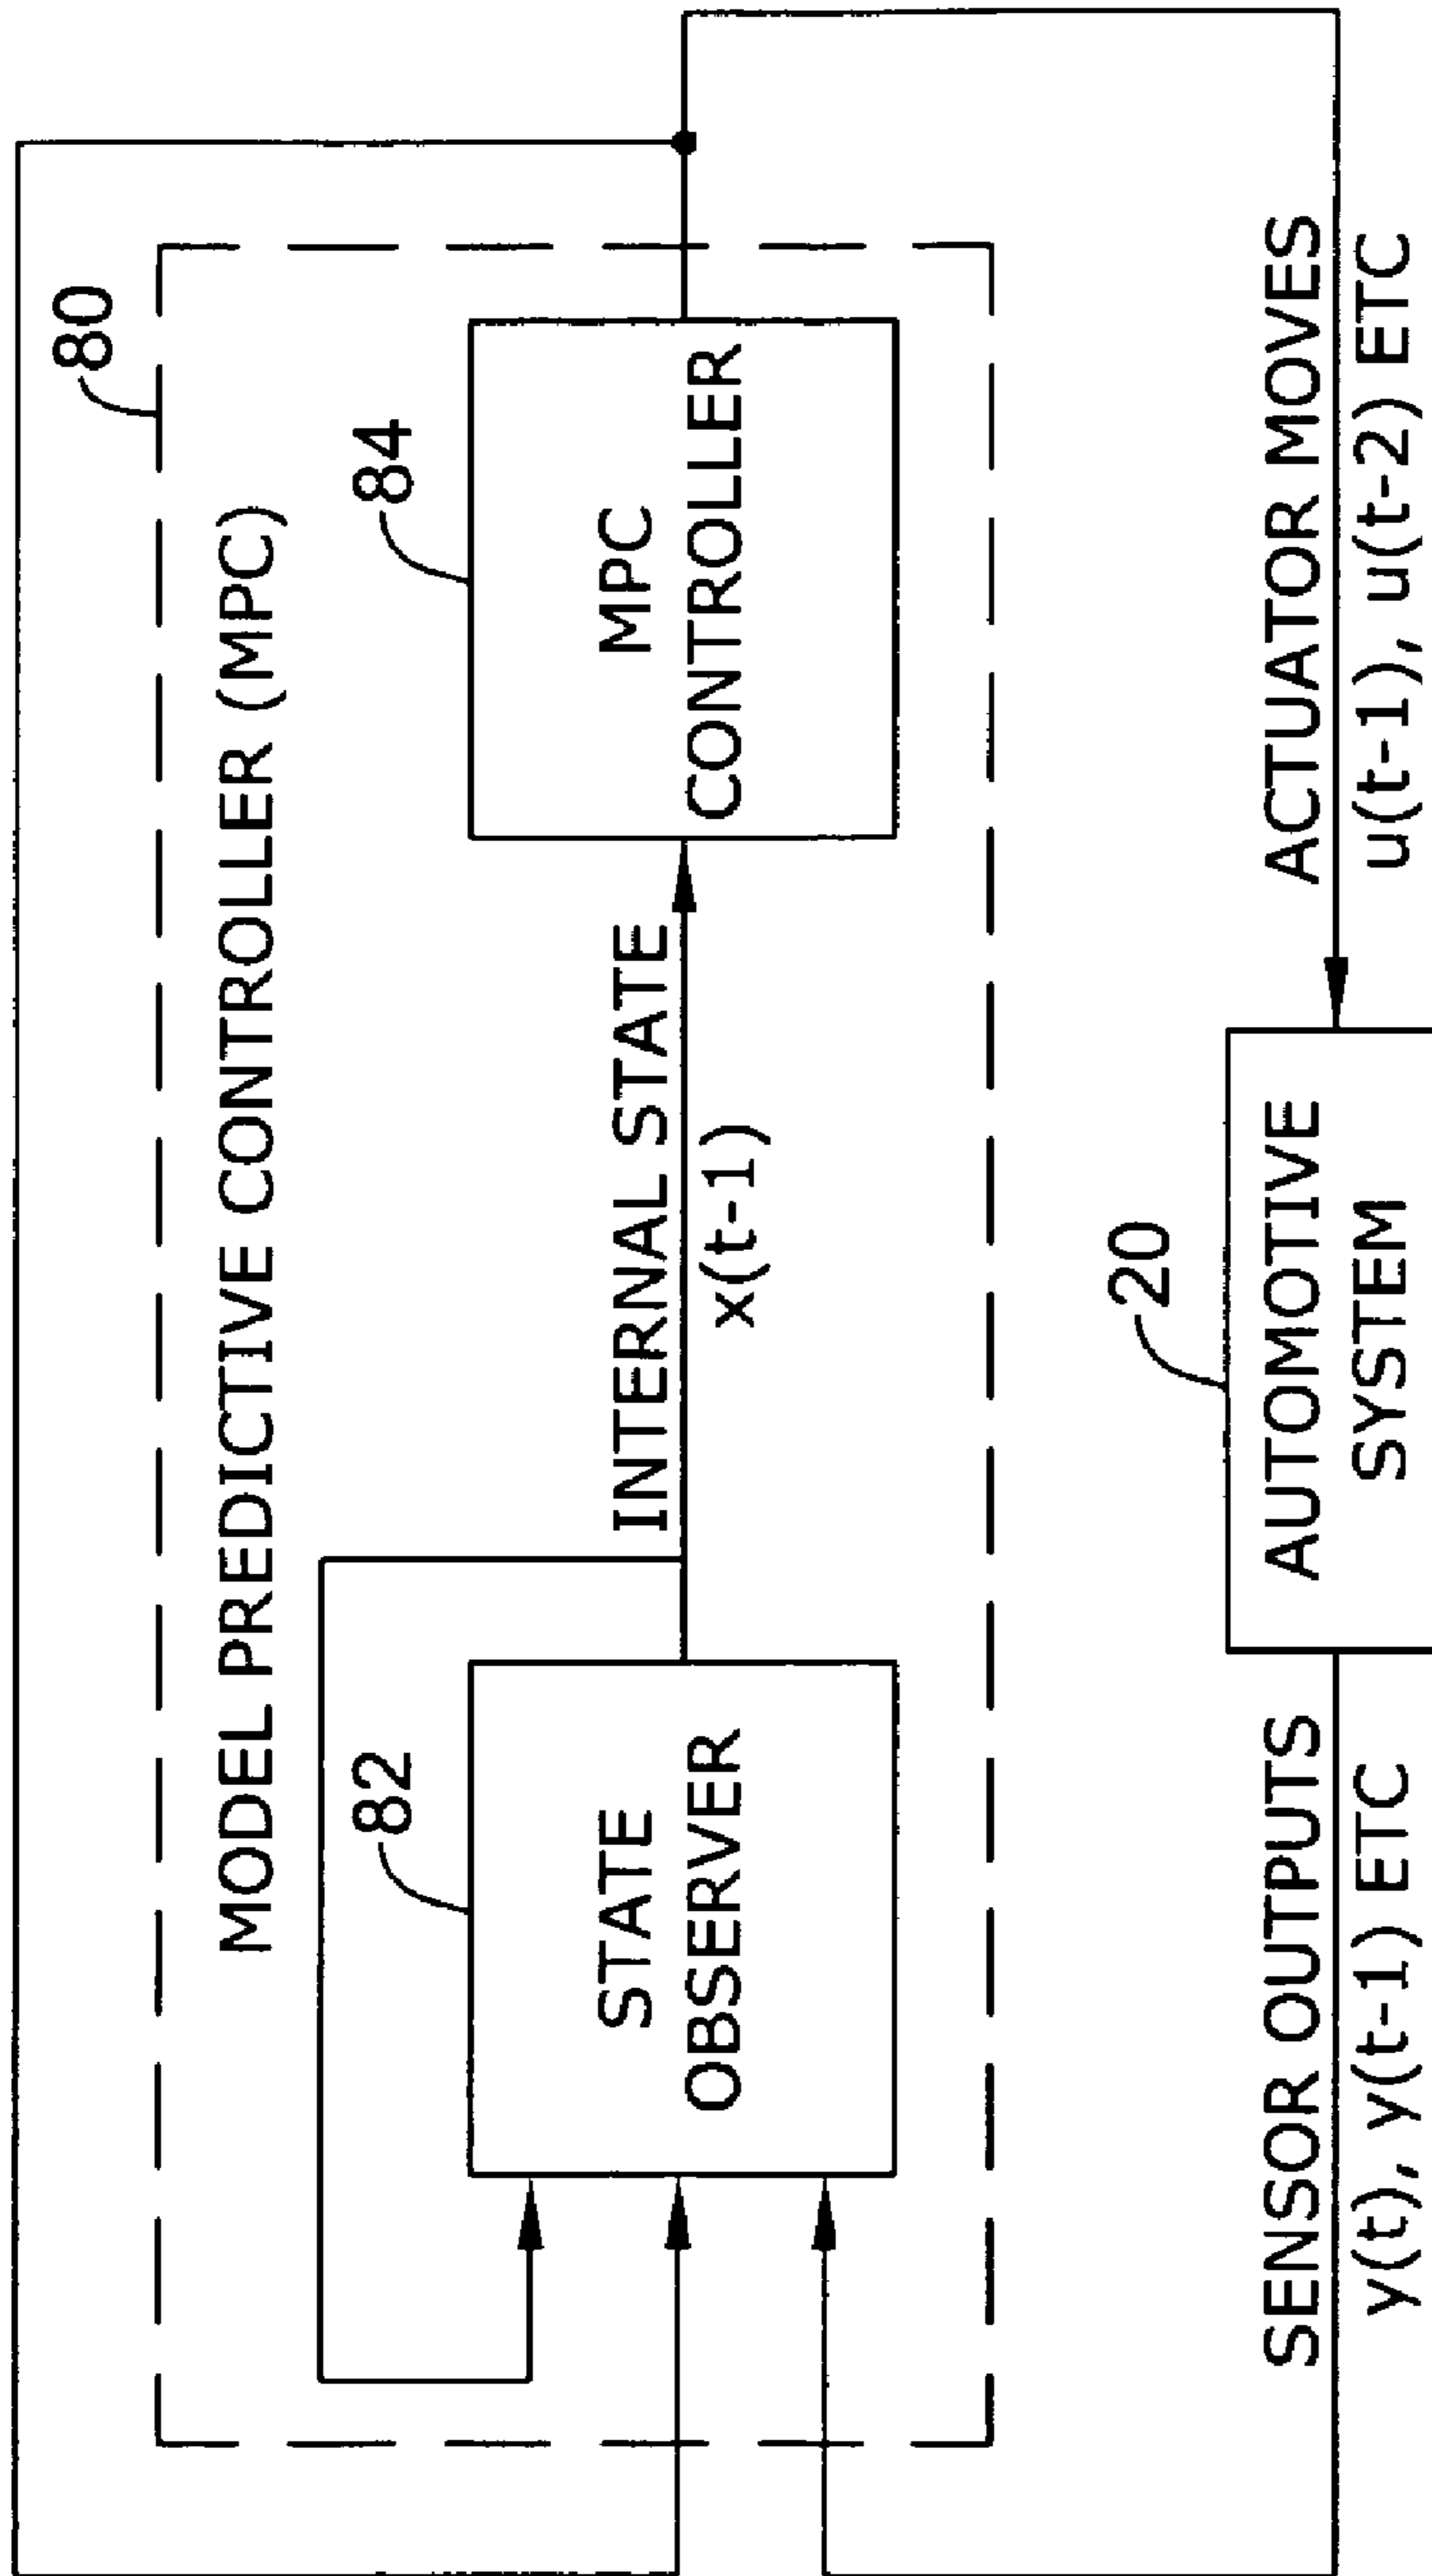 80
MODEL PREDICTIVE CONTROLLER (MPC)
82
84
STATE
OBSERVER
INTERNAL STATE
x(t-1)
MPC
CONTROLLER
20
SENSOR OUTPUTS
y(t), y(t-1) ETC
AUTOMOTIVE
SYSTEM
ACTUATOR MOVES
u(t-1), u(t-2) ETC